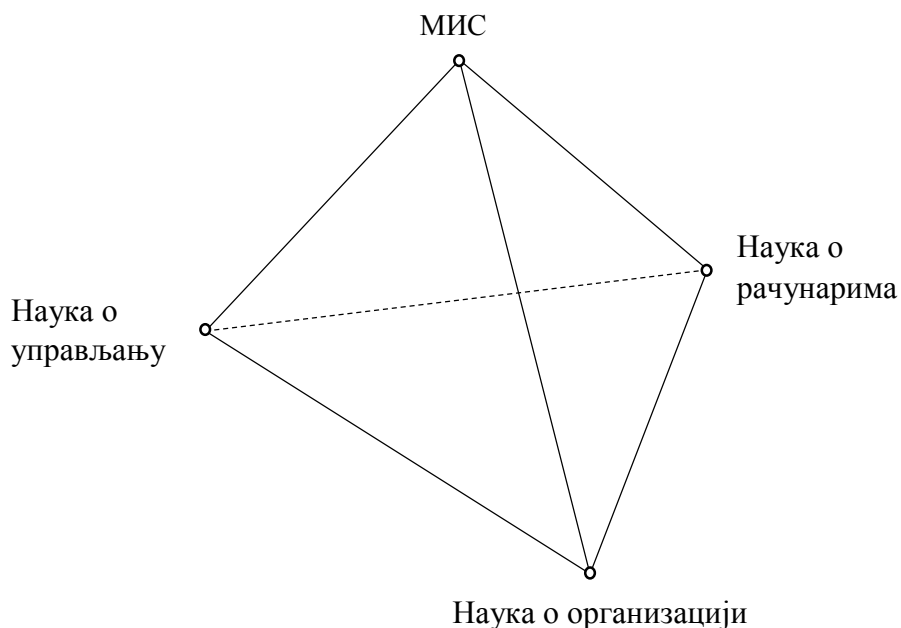 МИС
Наука о
рачунарима
Наука о
управљању
Наука о организацији